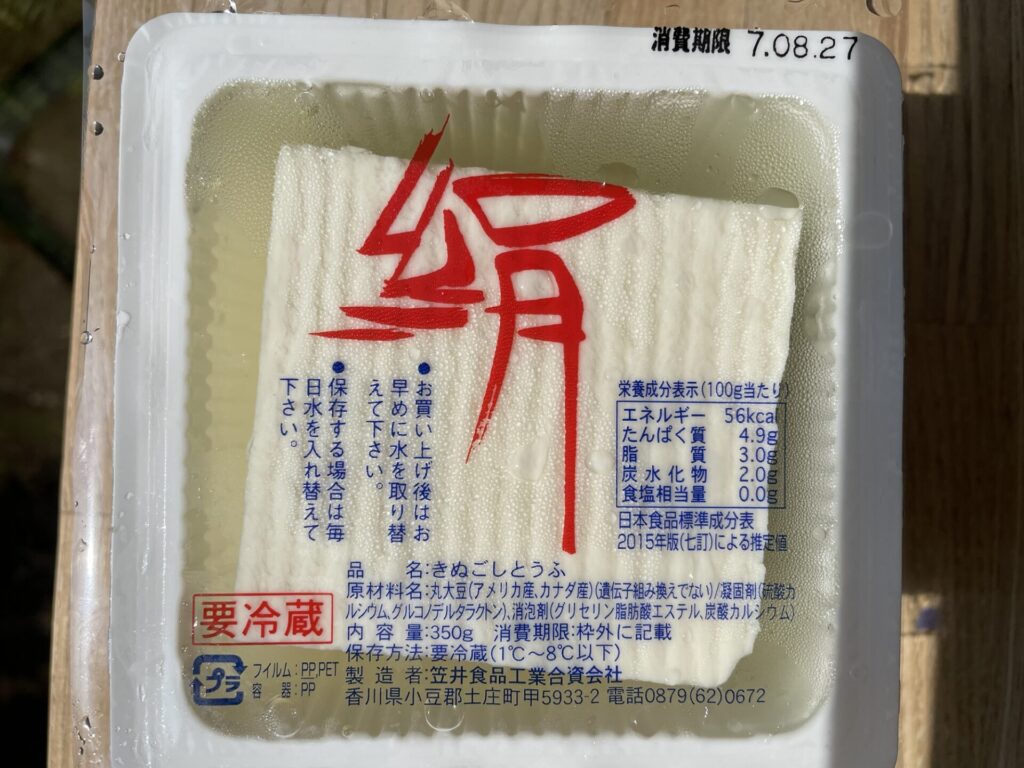 消費期限 7.08.27
絹
●お買い上げ後はお
早めに水を取り替
えて下さい。
●保存する場合は毎
日水を入れ替えて
下さい。
栄養成分表示(100g当たり)
エネルギー 56kcal
たんぱく質 4.9g
脂質 3.0g
炭水化物 2.0g
食塩相当量 0.0g
日本食品標準成分表
2015年版(七訂)による推定値
品名:きぬごしとうふ
原材料名:丸大豆(アメリカ産,カナダ産)(遺伝子組み換えでない)/凝固剤(硫酸カ
ルシウム,グルコノデルタラクトン),消泡剤(グリセリン脂肪酸エステル,炭酸カルシウム)
内容量:350g 消費期限:枠外に記載
保存方法:要冷蔵(1℃〜8℃以下)
製造者:笠井食品工業合資会社
香川県小豆郡土庄町甲5933-2 電話0879(62)0672
要冷蔵
プラ
フィルム:PP,PET
容器:PP